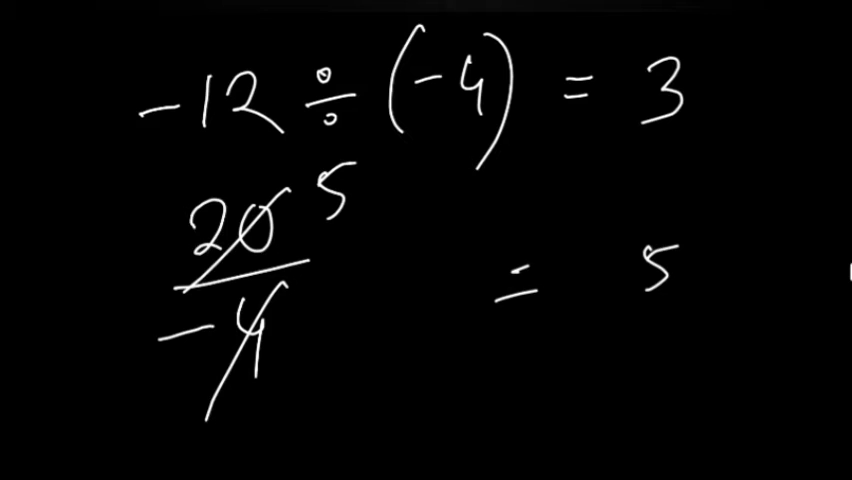 -12 ÷ (-4) = 3
20 5
-4 = 5